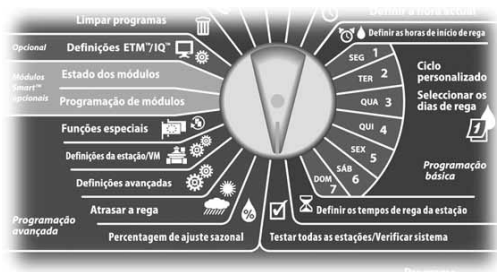 Limpar programas
Definir a hora actual
Opcional
Definições ETM™/IQ™
Definir as horas de início de rega
Módulos
Smart™
opcionais
Estado dos módulos
Programação de módulos
Funções especiais
Definições da estação/VM
Definições avançadas
Atrasar a rega
Percentagem de ajuste sazonal
Programação
avançada
SEG 1
TER 2
QUA 3
QUI 4
SEX 5
SÁB 6
DOM 7
Ciclo
personalizado
Seleccionar os
dias de rega
1
Programação
básica
Definir os tempos de rega da estação
Testar todas as estações/Verificar sistema